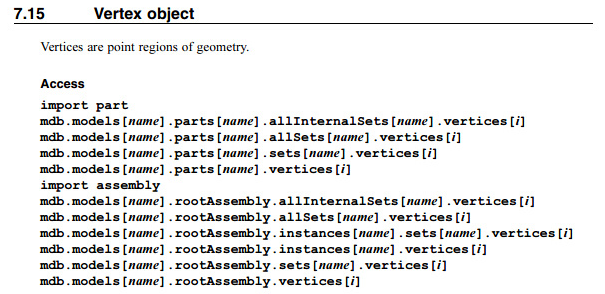 7.15 Vertex object
Vertices are point regions of geometry.
Access
import part
mdb.models[name].parts[name].allInternalSets[name].vertices[i]
mdb.models[name].parts[name].allSets[name].vertices[i]
mdb.models[name].parts[name].sets[name].vertices[i]
mdb.models[name].parts[name].vertices[i]
import assembly
mdb.models[name].rootAssembly.allInternalSets[name].vertices[i]
mdb.models[name].rootAssembly.allSets[name].vertices[i]
mdb.models[name].rootAssembly.instances[name].sets[name].vertices[i]
mdb.models[name].rootAssembly.instances[name].vertices[i]
mdb.models[name].rootAssembly.sets[name].vertices[i]
mdb.models[name].rootAssembly.vertices[i]